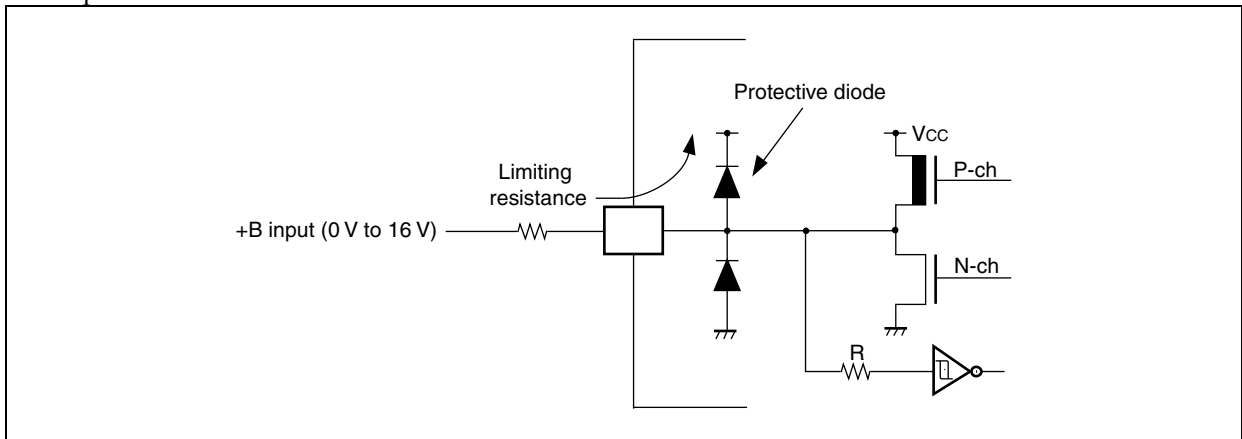 Protective diode
VCC
P-ch
Limiting
resistance
+B input (0 V to 16 V)
N-ch
R